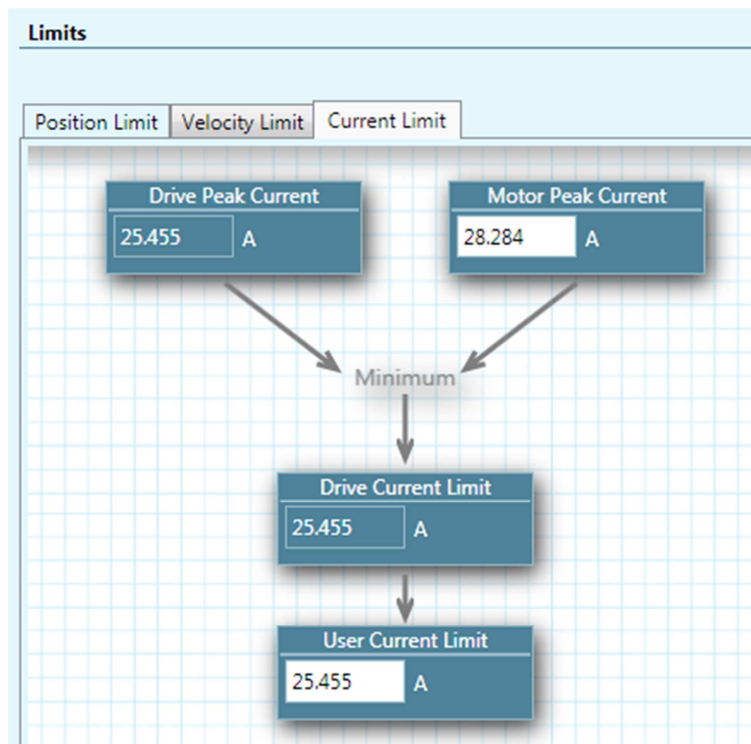 Limits
Position Limit Velocity Limit Current Limit
Drive Peak Current
25.455 A
Motor Peak Current
28.284 A
Minimum
Drive Current Limit
25.455 A
User Current Limit
25.455 A